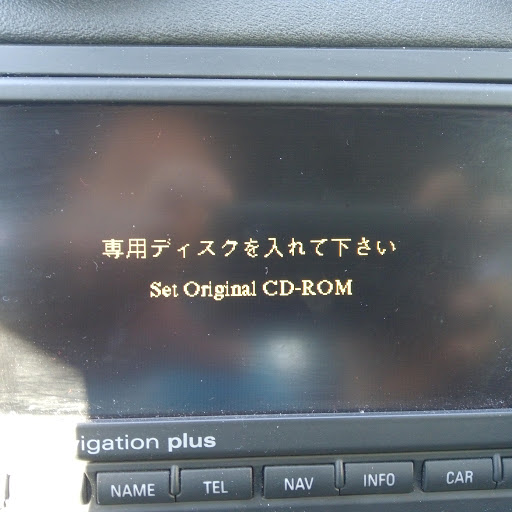 専用ディスクを入れて下さい
Set Original CD-ROM
vigation plus
NAME TEL NAV INFO CAR